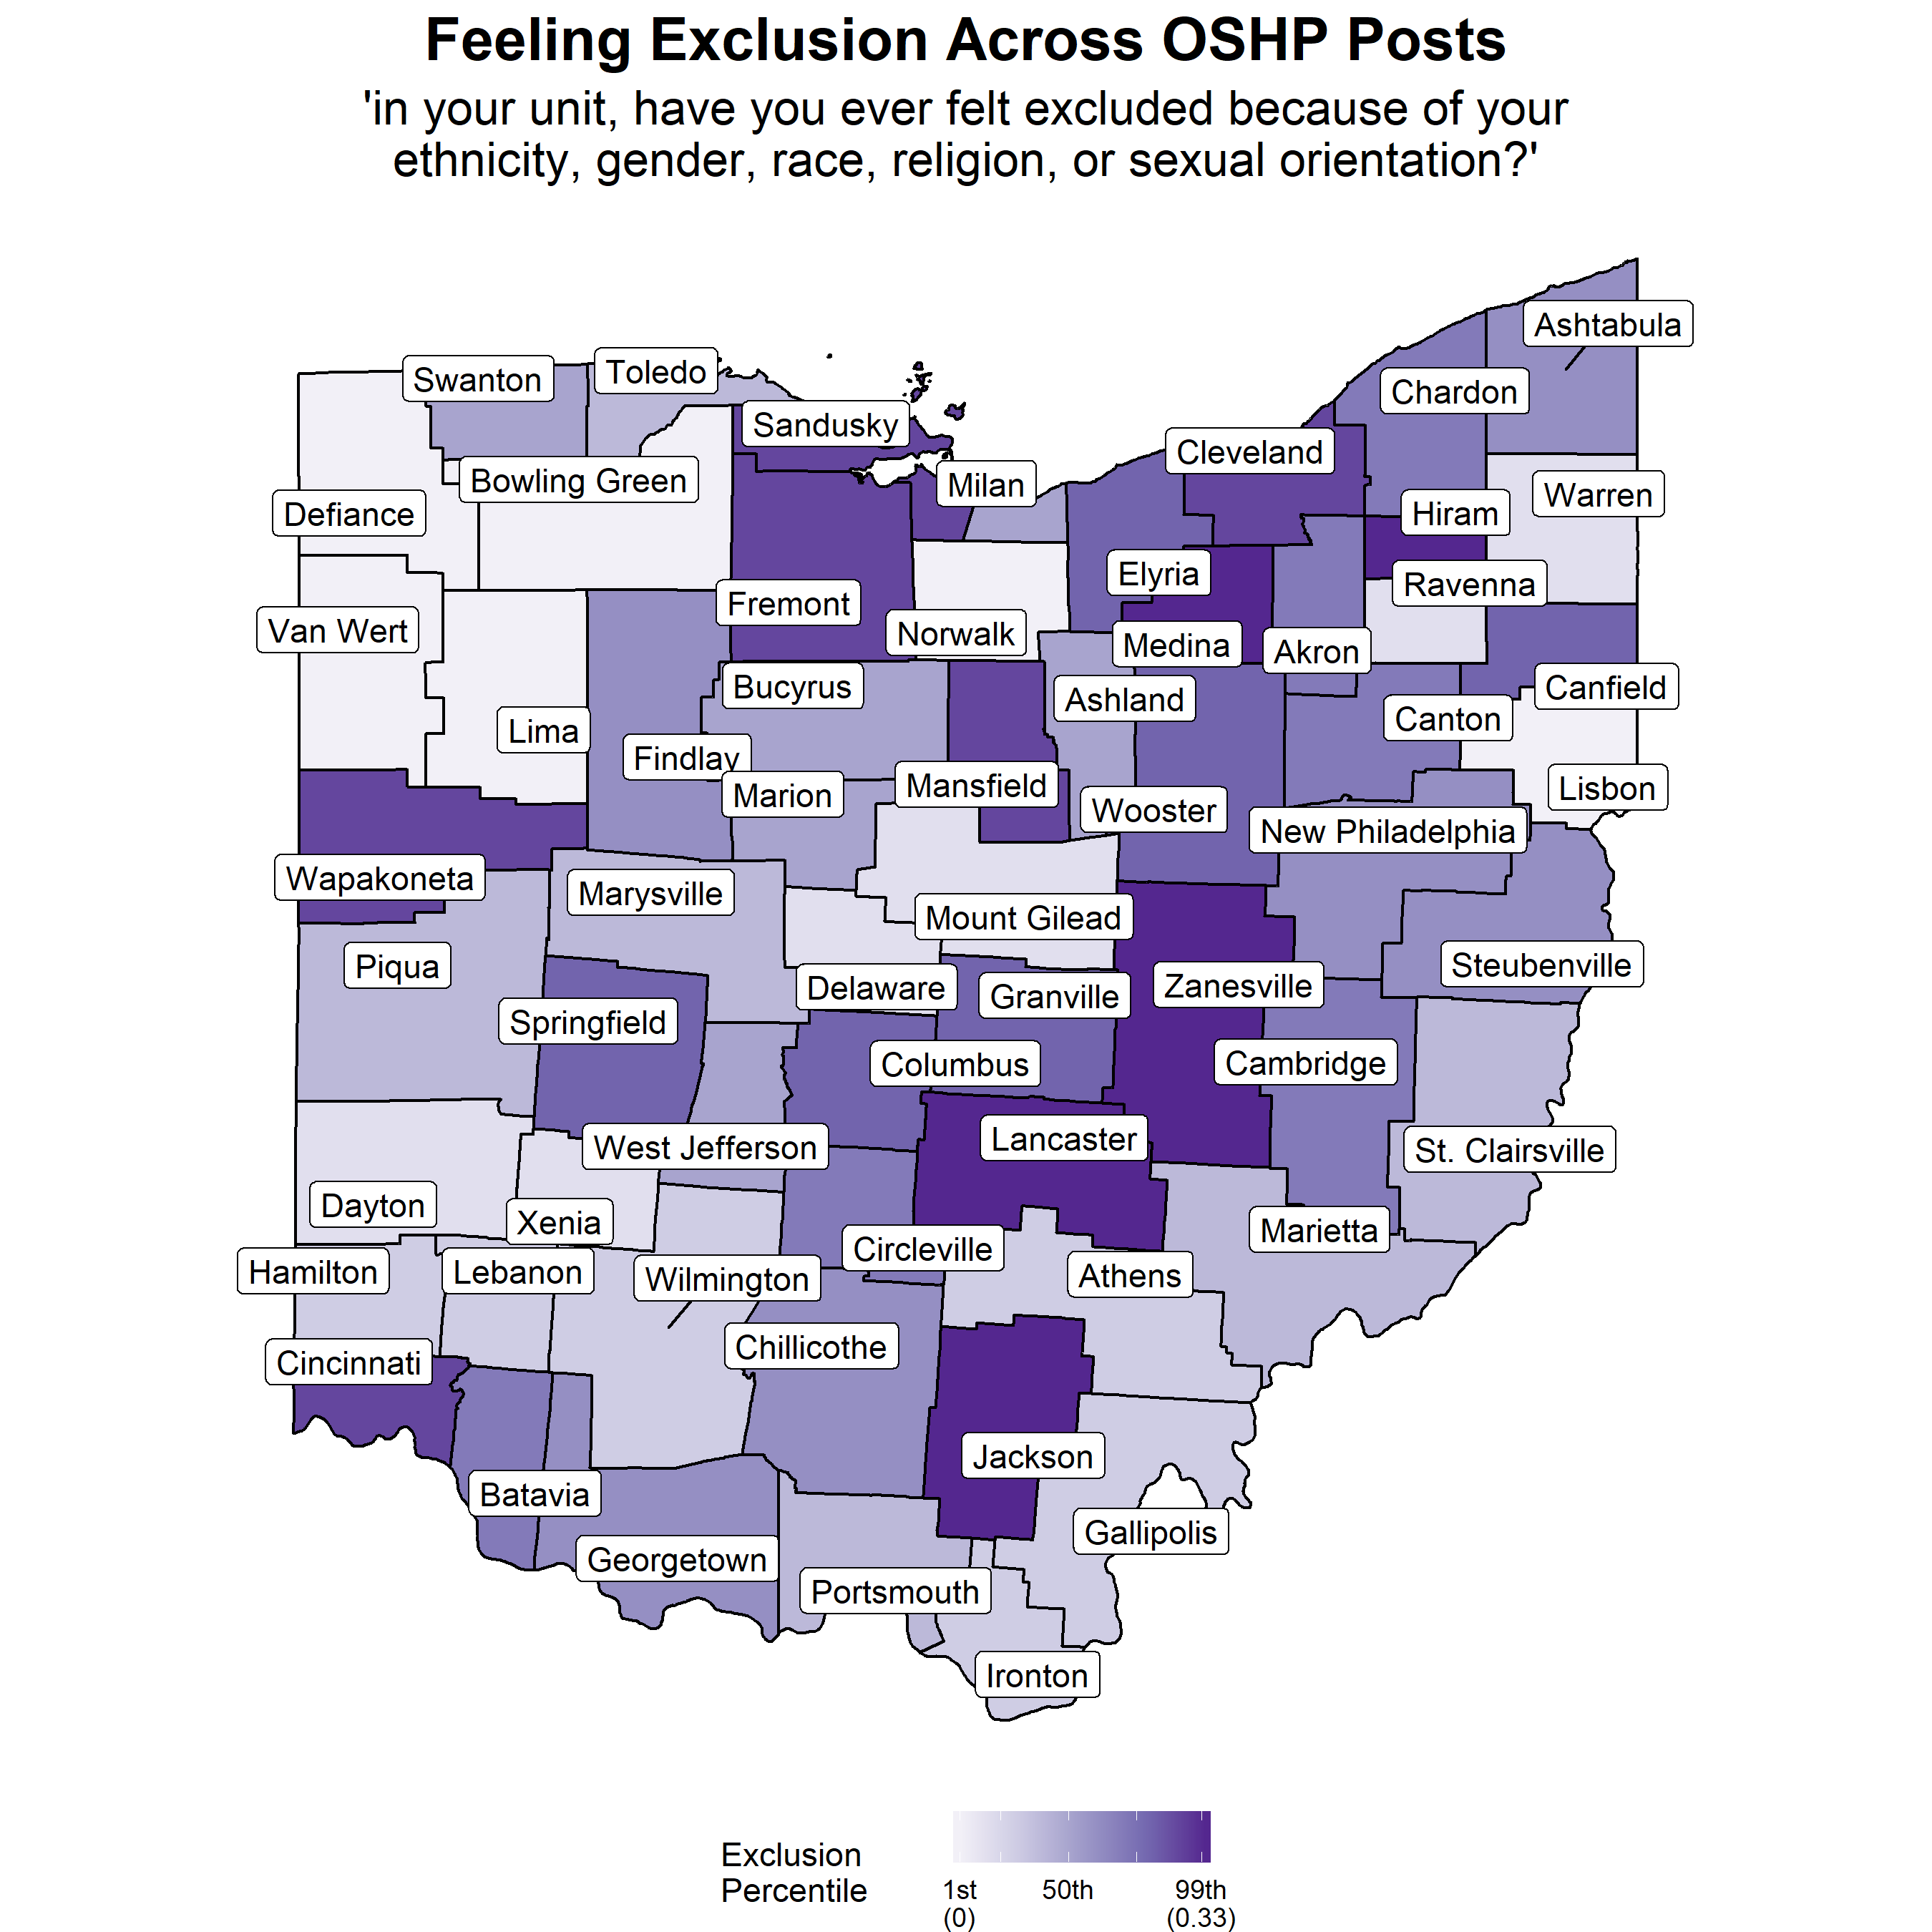 Feeling Exclusion Across OSHP Posts
'in your unit, have you ever felt excluded because of your
ethnicity, gender, race, religion, or sexual orientation?'
Ashtabula
Swanton
Toledo
Chardon
Sandusky
Cleveland
Bowling Green
Milan
Warren
Defiance
Hiram
Elyria
Ravenna
Fremont
Van Wert
Norwalk
Medina
Akron
Bucyrus
Ashland
Canfield
Lima
Canton
Findlay
Marion
Mansfield
Lisbon
Wooster
New Philadelphia
Wapakoneta
Marysville
Mount Gilead
Piqua
Steubenville
Delaware
Granville
Zanesville
Springfield
Columbus
Cambridge
West Jefferson
Lancaster
St. Clairsville
Dayton
Xenia
Marietta
Circleville
Hamilton
Lebanon
Wilmington
Athens
Chillicothe
Cincinnati
Jackson
Batavia
Gallipolis
Georgetown
Portsmouth
Ironton
Exclusion
Percentile
1st
(0)
50th
99th
(0.33)